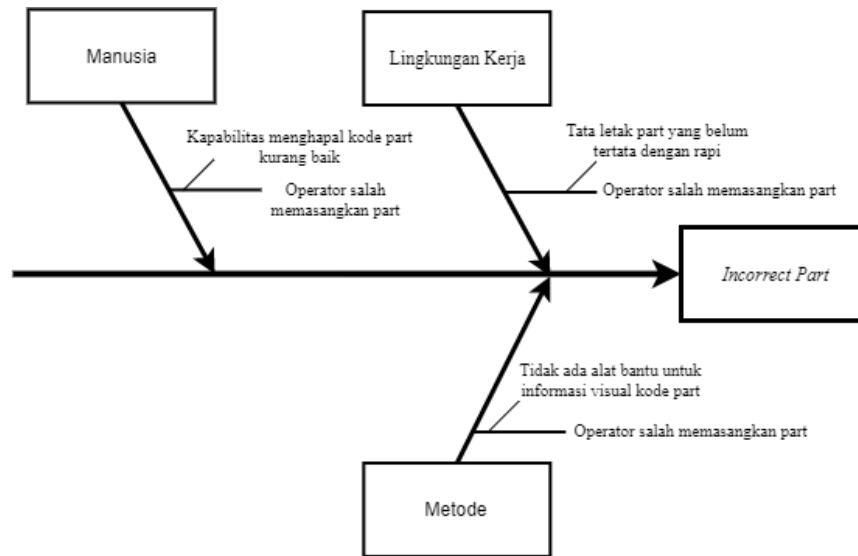 Manusia
Lingkungan Kerja
Kapabilitas menghapal kode part
kurang baik
Operator salah
memasangkan part
Tata letak part yang belum
tertata dengan rapi
Operator salah memasangkan part
Incorrect Part
Tidak ada alat bantu untuk
informasi visual kode part
Operator salah memasangkan part
Metode